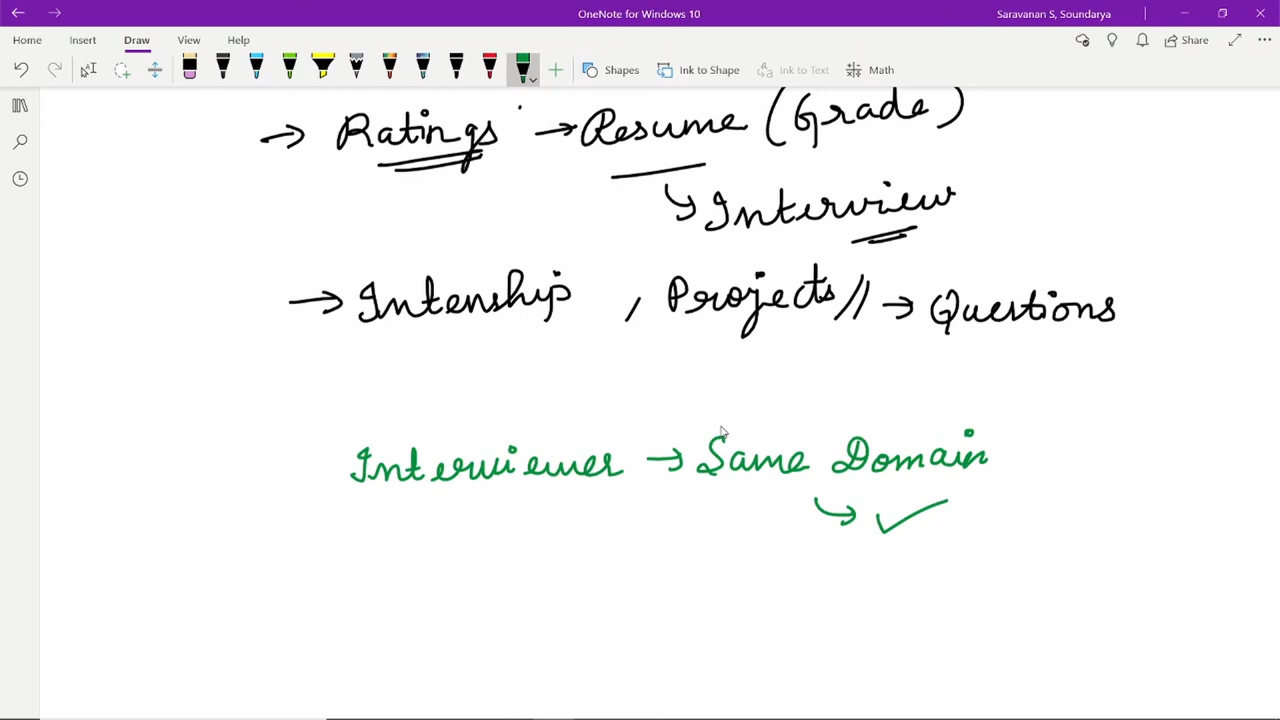 OneNote for Windows 10
Saravanan S, Soundarya
Home Insert Draw View Help
Share
Shapes Ink to Shape Ink to Text Math
→ Ratings → Resume (Grade)
↳ Interview
→ Intenship , Projects // → Questions
Interviewer → Same Domain
↳ ✓